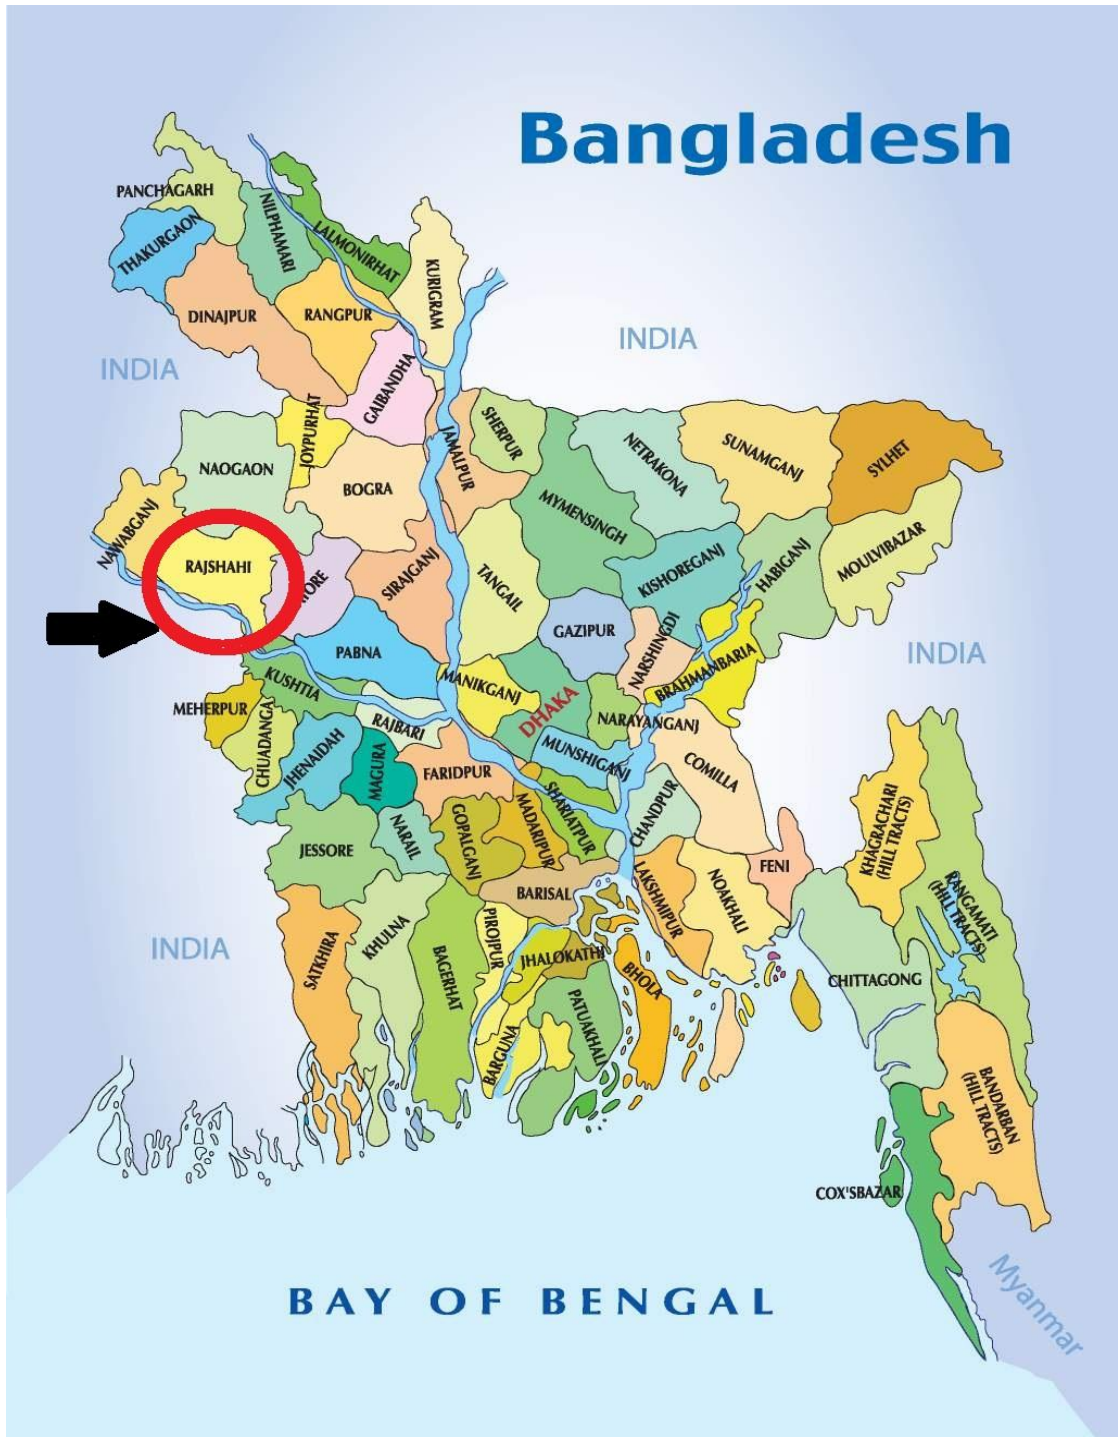 Bangladesh
PANCHAGARH
THAKURGAON
NILPHAMARI
LALMONIRHAT
KURIGRAM
DINAJPUR
RANGPUR
INDIA
INDIA
GAIBANDHA
JOYPURHAT
JAMALPUR
SHERPUR
NETRAKONA
SUNAMGANJ
SYLHET
NAOGAON
BOGRA
MYMENSINGH
NAWABGANJ
RAJSHAHI
ORE
SIRAJGANJ
TANGAIL
KISHOREGANJ
HABIGANJ
MOULVIBAZAR
GAZIPUR
NARSHINGDI
BRAHMANBARIA
INDIA
PABNA
MANIKGANJ
DHAKA
NARAYANGANJ
KUSHTIA
MEHERPUR
CHUADANGA
RAJBARI
JHENAIDAH
MAGURA
FARIDPUR
MUNSHIGANJ
COMILLA
SHARIATPUR
MADARIPUR
GOPALGANJ
CHANDPUR
NARAIL
JESSORE
FENI
KHAGRACHARI
(HILL TRACTS)
RANGAMATI
(HILL TRACTS)
BARISAL
LAKSHMIPUR
NOAKHALI
INDIA
SATKHIRA
KHULNA
BAGERHAT
PIROJPUR
JHALOKATHI
BHOLA
PATUAKHALI
BARGUNA
CHITTAGONG
BANDARBAN
(HILL TRACTS)
COX'SBAZAR
Myanmar
BAY OF BENGAL